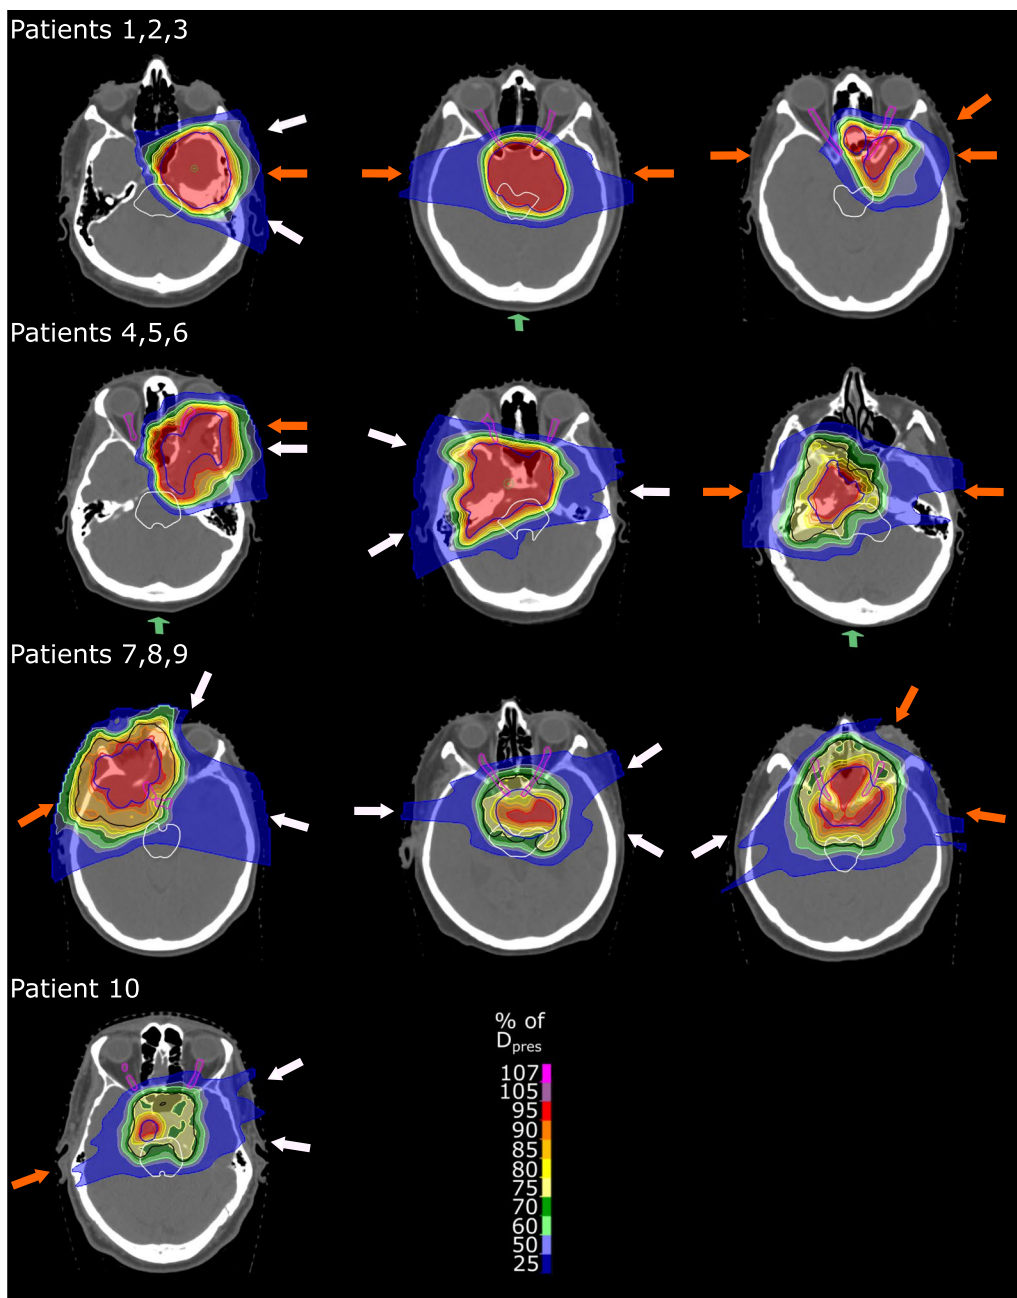 Patients 1,2,3
Patients 4,5,6
Patients 7,8,9
Patient 10
% of
Dpres
107
105
95
90
85
80
75
70
60
50
25